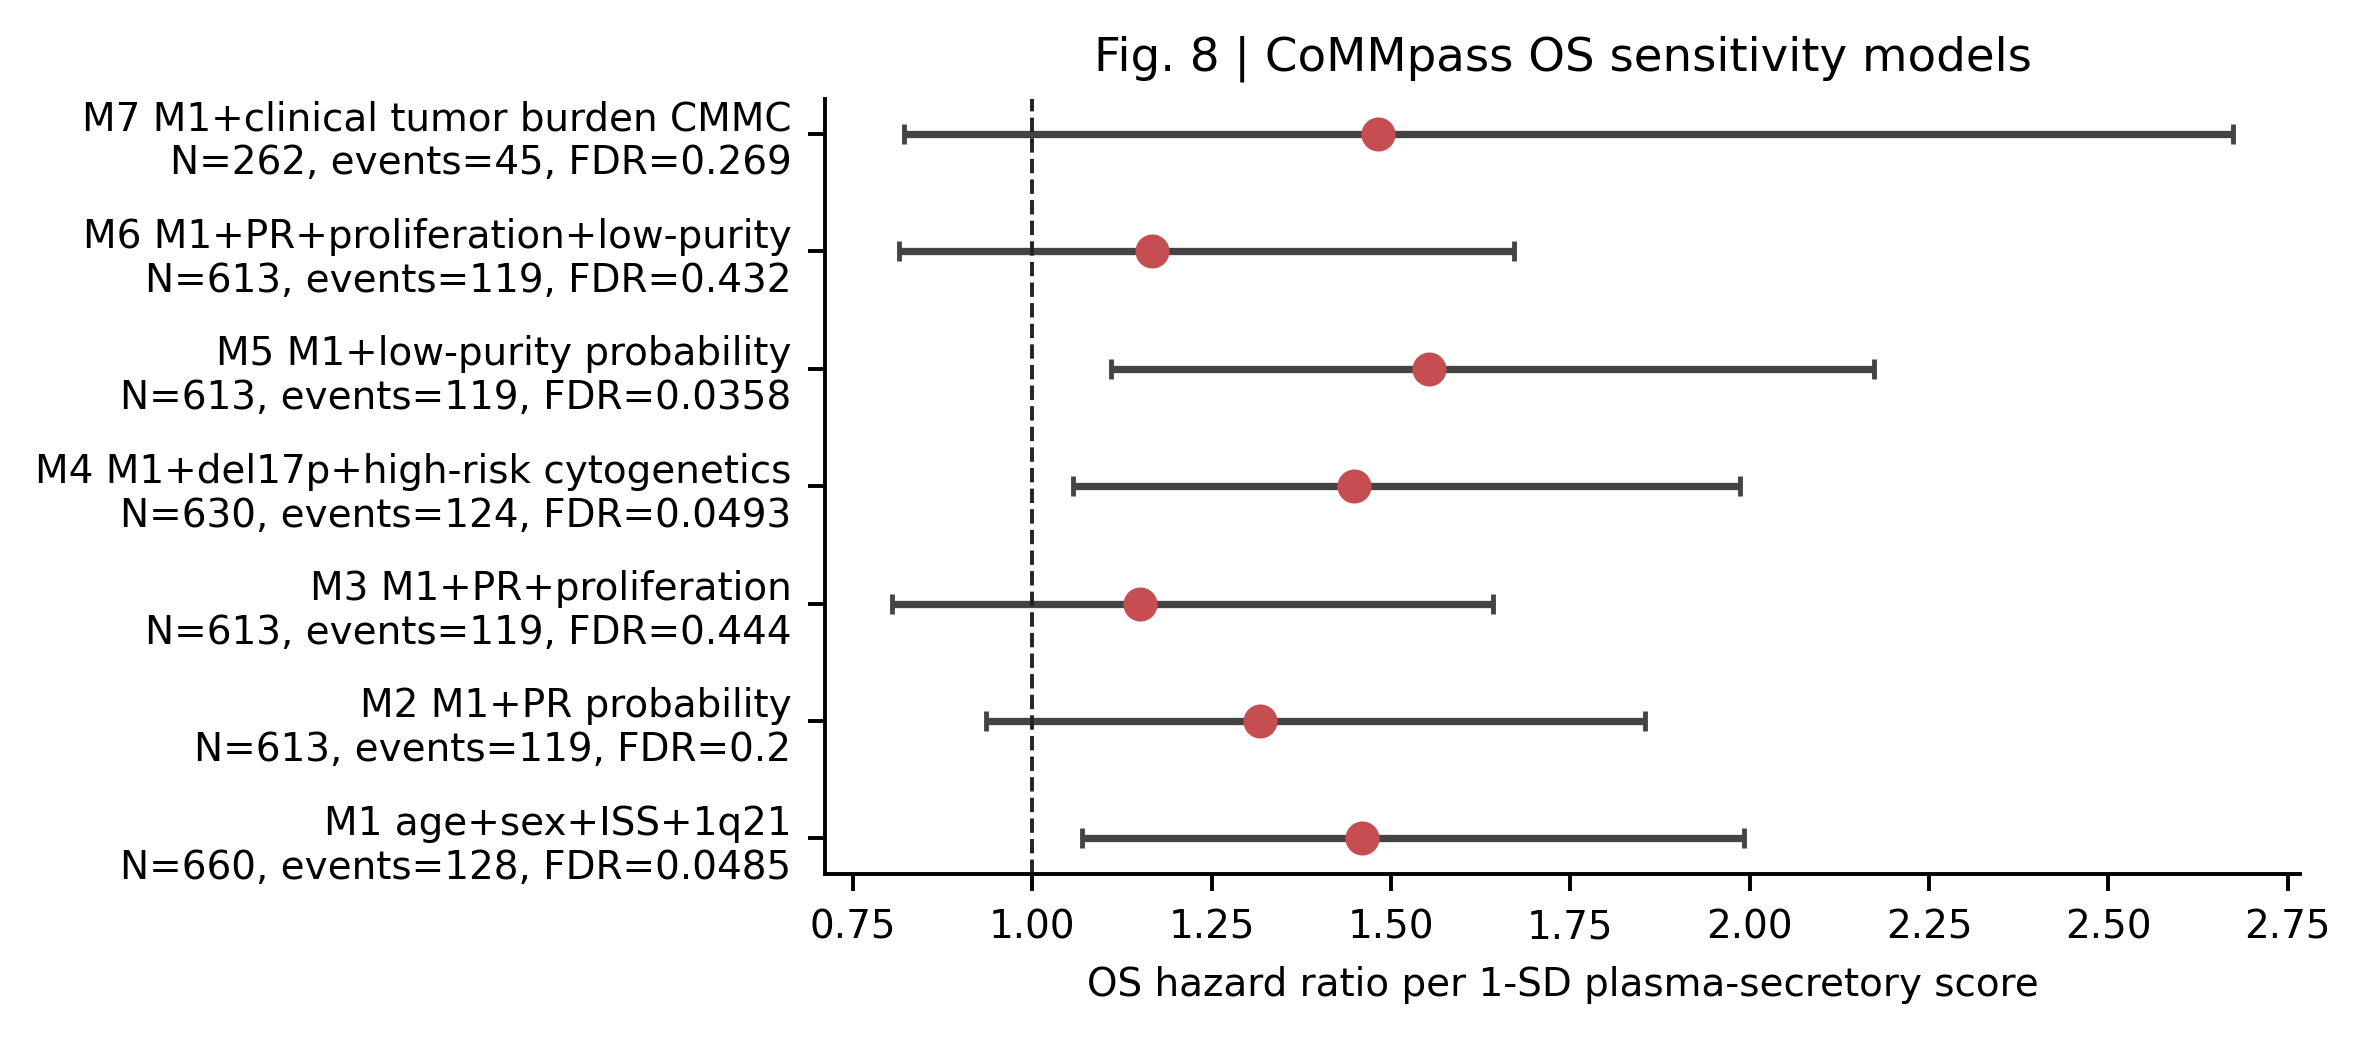 Fig. 8 | CoMMpass OS sensitivity models
M7 M1+clinical tumor burden CMMC
N=262, events=45, FDR=0.269
M6 M1+PR+proliferation+low-purity
N=613, events=119, FDR=0.432
M5 M1+low-purity probability
N=613, events=119, FDR=0.0358
M4 M1+del17p+high-risk cytogenetics
N=630, events=124, FDR=0.0493
M3 M1+PR+proliferation
N=613, events=119, FDR=0.444
M2 M1+PR probability
N=613, events=119, FDR=0.2
M1 age+sex+ISS+1q21
N=660, events=128, FDR=0.0485
0.75 1.00 1.25 1.50 1.75 2.00 2.25 2.50 2.75
OS hazard ratio per 1-SD plasma-secretory score